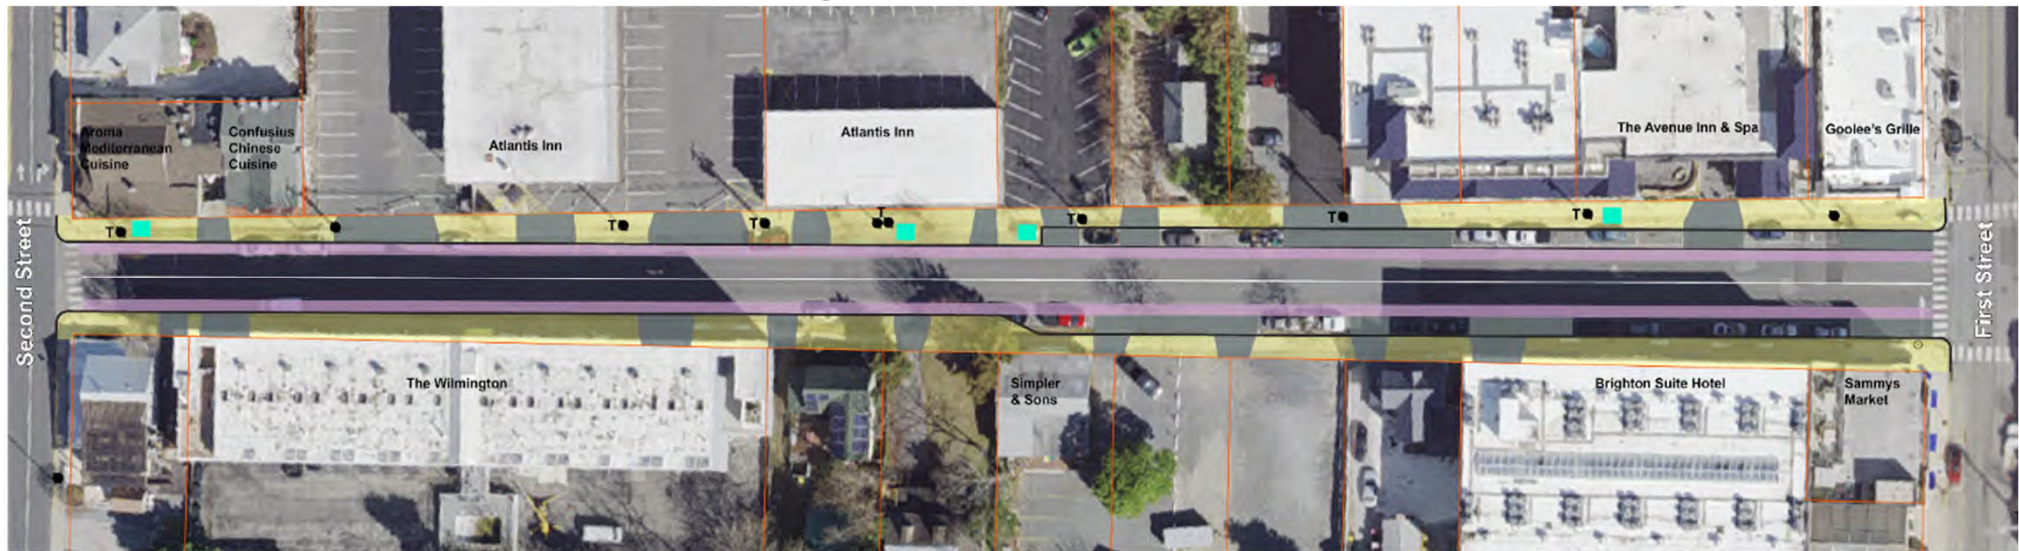 Aroma
Mediterranean
Cuisine
Confusius
Chinese
Cuisine
Atlantis Inn
Atlantis Inn
The Avenue Inn & Spa
Goolee's Grille
T
T
T
T
T
T
T
Second Street
First Street
The Wilmington
Simpler
& Sons
Brighton Suite Hotel
Sammys
Market